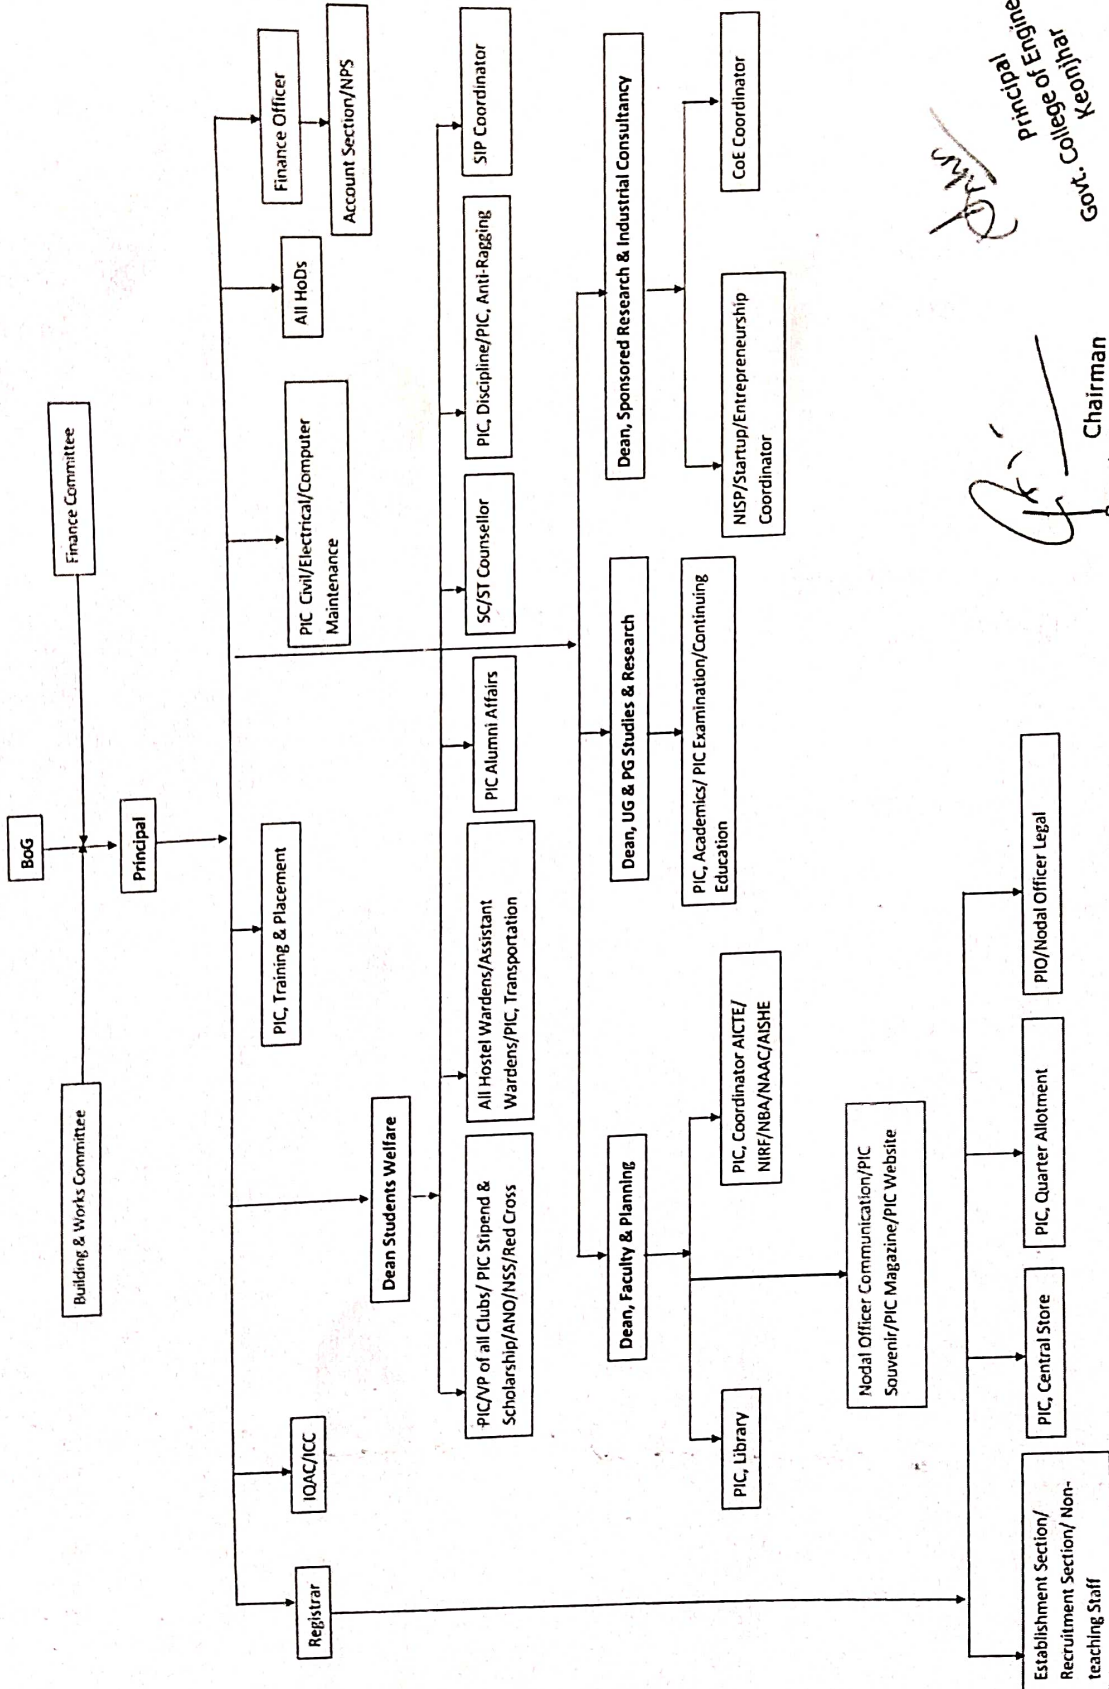 BoG
Building & Works Committee
Finance Committee
Principal
Registrar
IQAC/ICC
PIC, Training & Placement
PIC Civil/Electrical/Computer
Maintenance
All HoDs
Finance Officer
Account Section/NPS
Dean Students Welfare
PIC/VP of all Clubs/ PIC Stipend &
Scholarship/ANO/NSS/Red Cross
All Hostel Wardens/Assistant
Wardens/PIC, Transportation
PIC Alumni Affairs
SC/ST Counsellor
PIC, Discipline/PIC, Anti-Ragging
SIP Coordinator
Dean, Faculty & Planning
Dean, UG & PG Studies & Research
Dean, Sponsored Research & Industrial Consultancy
PIC, Library
PIC, Coordinator AICTE/
NIRF/NBA/NAAC/AISHE
PIC, Academics/ PIC Examination/Continuing
Education
NISP/Startup/Entrepreneurship
Coordinator
CoE Coordinator
Nodal Officer Communication/PIC
Souvenir/PIC Magazine/PIC Website
Establishment Section/
Recruitment Section/ Non-
teaching Staff
PIC, Central Store
PIC, Quarter Allotment
PIO/Nodal Officer Legal
Chairman
Principal
Govt. College of Engine
Keonjhar